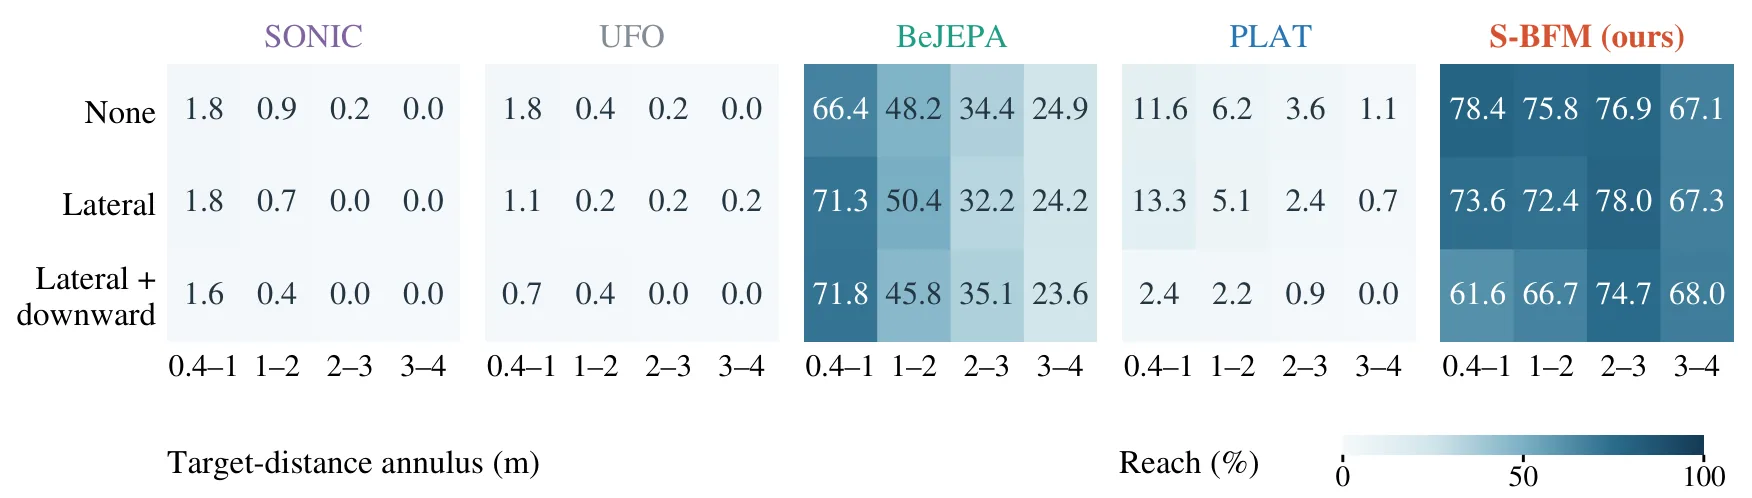 SONIC UFO BeJEPA PLAT S-BFM (ours)
None 1.8 0.9 0.2 0.0 1.8 0.4 0.2 0.0 66.4 48.2 34.4 24.9 11.6 6.2 3.6 1.1 78.4 75.8 76.9 67.1
Lateral 1.8 0.7 0.0 0.0 1.1 0.2 0.2 0.2 71.3 50.4 32.2 24.2 13.3 5.1 2.4 0.7 73.6 72.4 78.0 67.3
Lateral +
downward 1.6 0.4 0.0 0.0 0.7 0.4 0.0 0.0 71.8 45.8 35.1 23.6 2.4 2.2 0.9 0.0 61.6 66.7 74.7 68.0
0.4–1 1–2 2–3 3–4 0.4–1 1–2 2–3 3–4 0.4–1 1–2 2–3 3–4 0.4–1 1–2 2–3 3–4 0.4–1 1–2 2–3 3–4
Target-distance annulus (m) Reach (%)
0 50 100